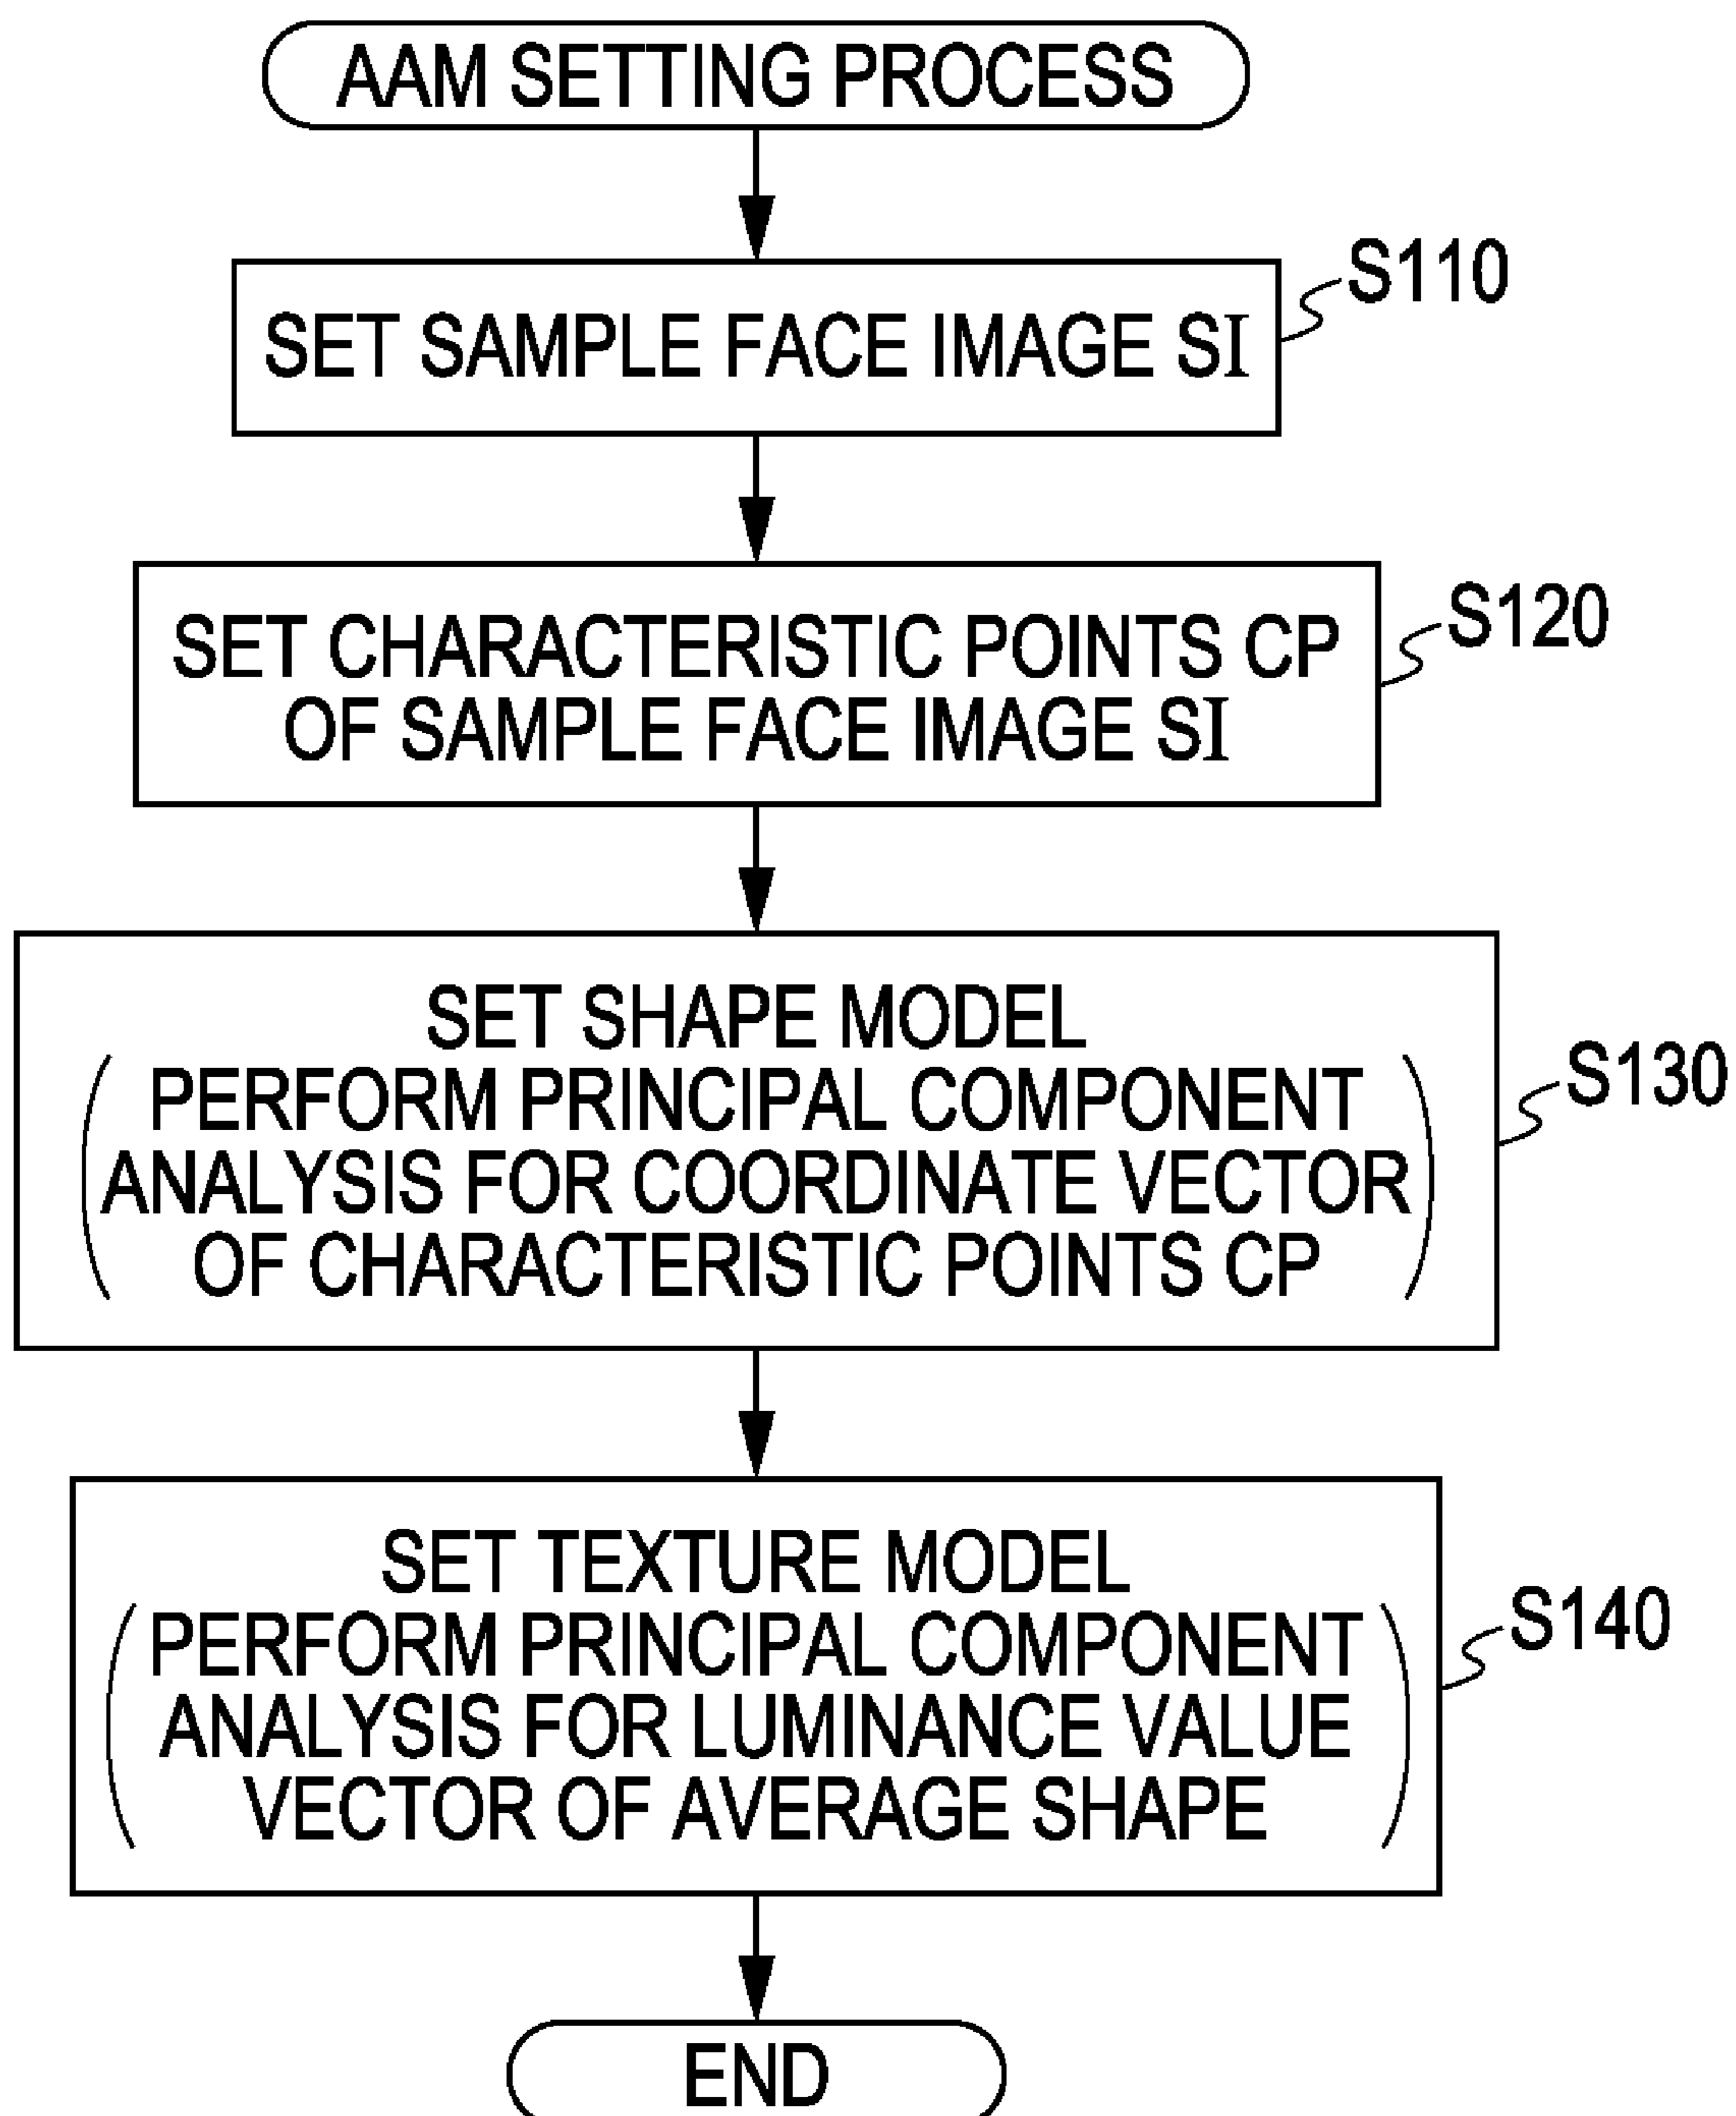 AAM SETTING PROCESS
S110
SET SAMPLE FACE IMAGE SI
S120
SET CHARACTERISTIC POINTS CP
OF SAMPLE FACE IMAGE SI
SET SHAPE MODEL
S130
PERFORM PRINCIPAL COMPONENT
ANALYSIS FOR COORDINATE VECTOR
OF CHARACTERISTIC POINTS CP
SET TEXTURE MODEL
S140
PERFORM PRINCIPAL COMPONENT
ANALYSIS FOR LUMINANCE VALUE
VECTOR OF AVERAGE SHAPE
END